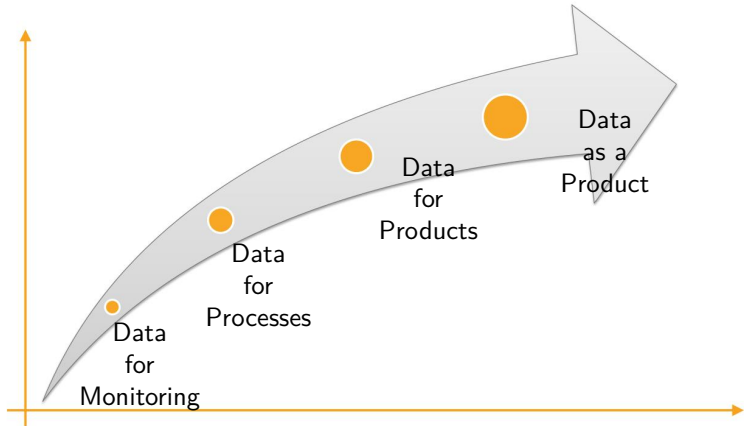 Data
for
Monitoring
Data
for
Processes
Data
for
Products
Data
as a
Product